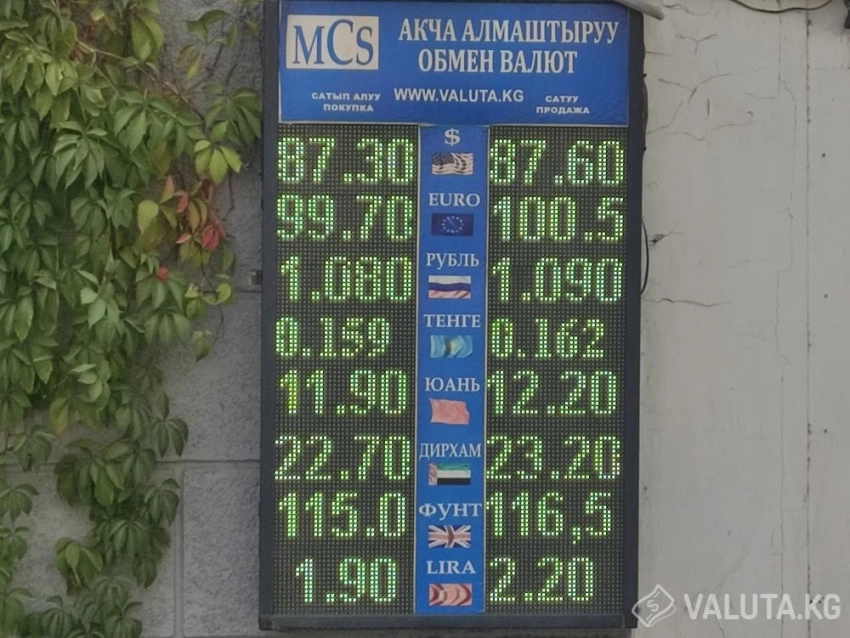 MCS
АКЧА АЛМАШТЫРУУ
ОБМЕН ВАЛЮТ
САТЫП АЛУУ
ПОКУПКА
WWW.VALUTA.KG
САТУУ
ПРОДАЖА
87.30 $ 87.60
99.70 EURO 100.5
1.080 РУБЛЬ 1.090
0.159 ТЕНГЕ 0.162
11.90 ЮАНЬ 12.20
22.70 ДИРХАМ 23.20
115.0 ФУНТ 116,5
1.90 LIRA 2.20
VALUTA.KG